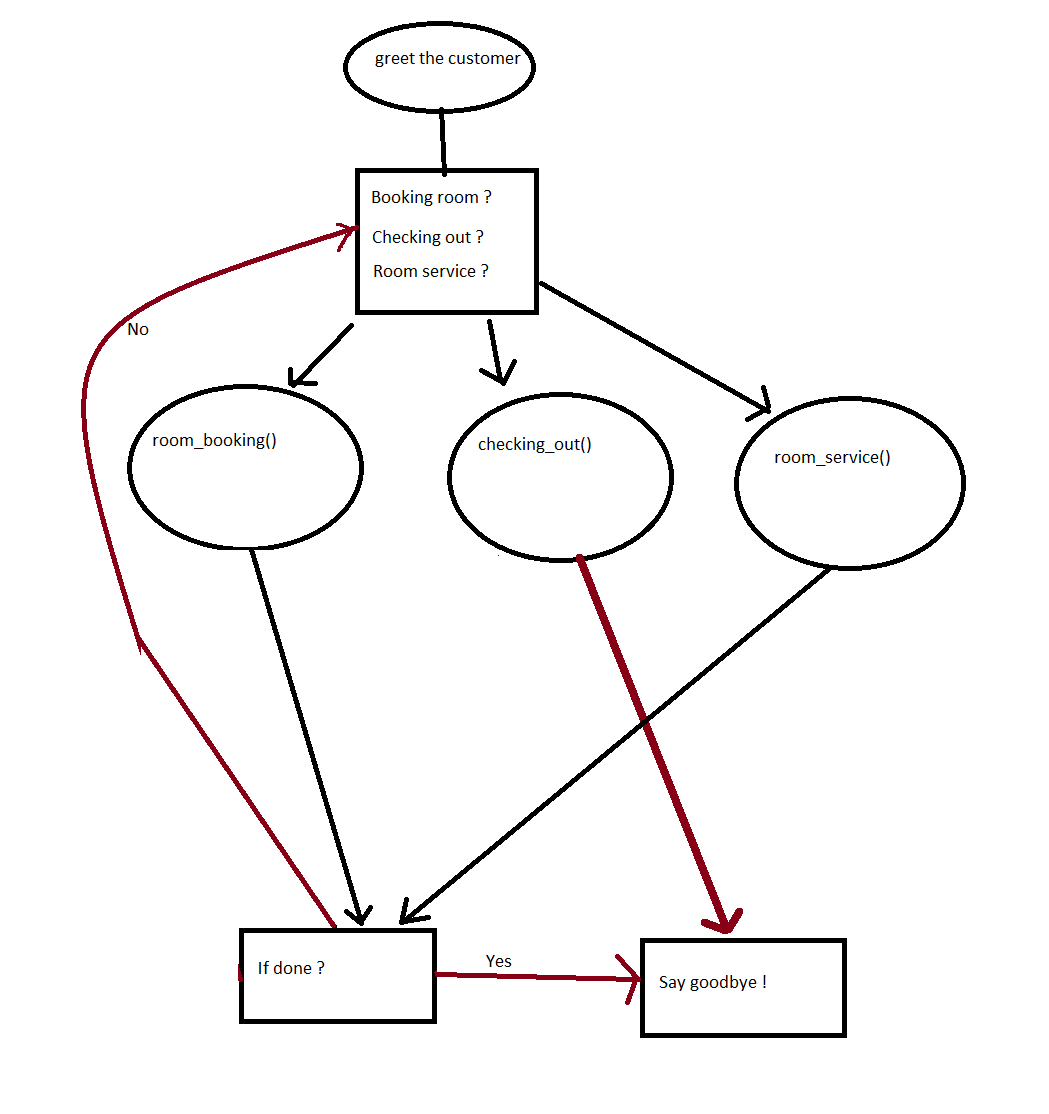 greet the customer
Booking room ?
Checking out ?
Room service ?
No
room_booking()
checking_out()
room_service()
If done ?
Yes
Say goodbye !